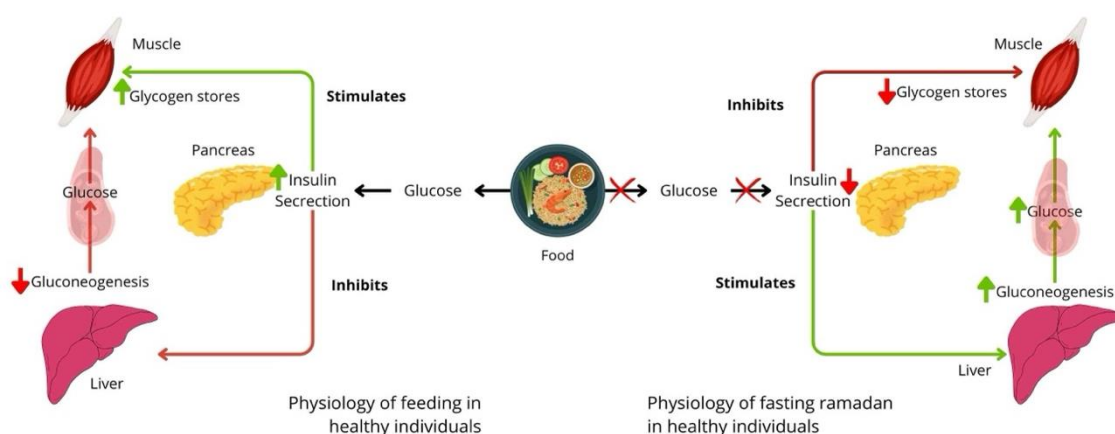 Muscle
Glycogen stores
Stimulates
Pancreas
Insulin
Secrection
Glucose
Glucose
Gluconeogenesis
Inhibits
Liver
Physiology of feeding in
healthy individuals
Food
Glucose
Muscle
Inhibits
Glycogen stores
Pancreas
Insulin
Secrection
Glucose
Stimulates
Gluconeogenesis
Liver
Physiology of fasting ramadan
in healthy individuals